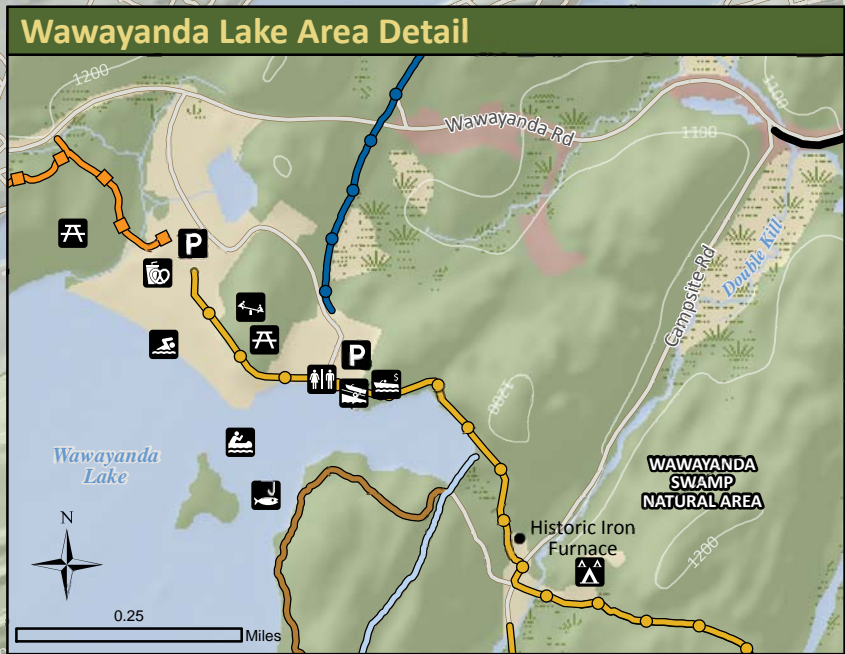 Wawayanda Lake Area Detail
1200
1100
Wawayanda Rd
1100
P
Double Kill
Campsite Rd
P
$
1200
Wawayanda
Lake
WAWAYANDA
SWAMP
NATURAL AREA
N
Historic Iron
Furnace
1200
0.25
Miles